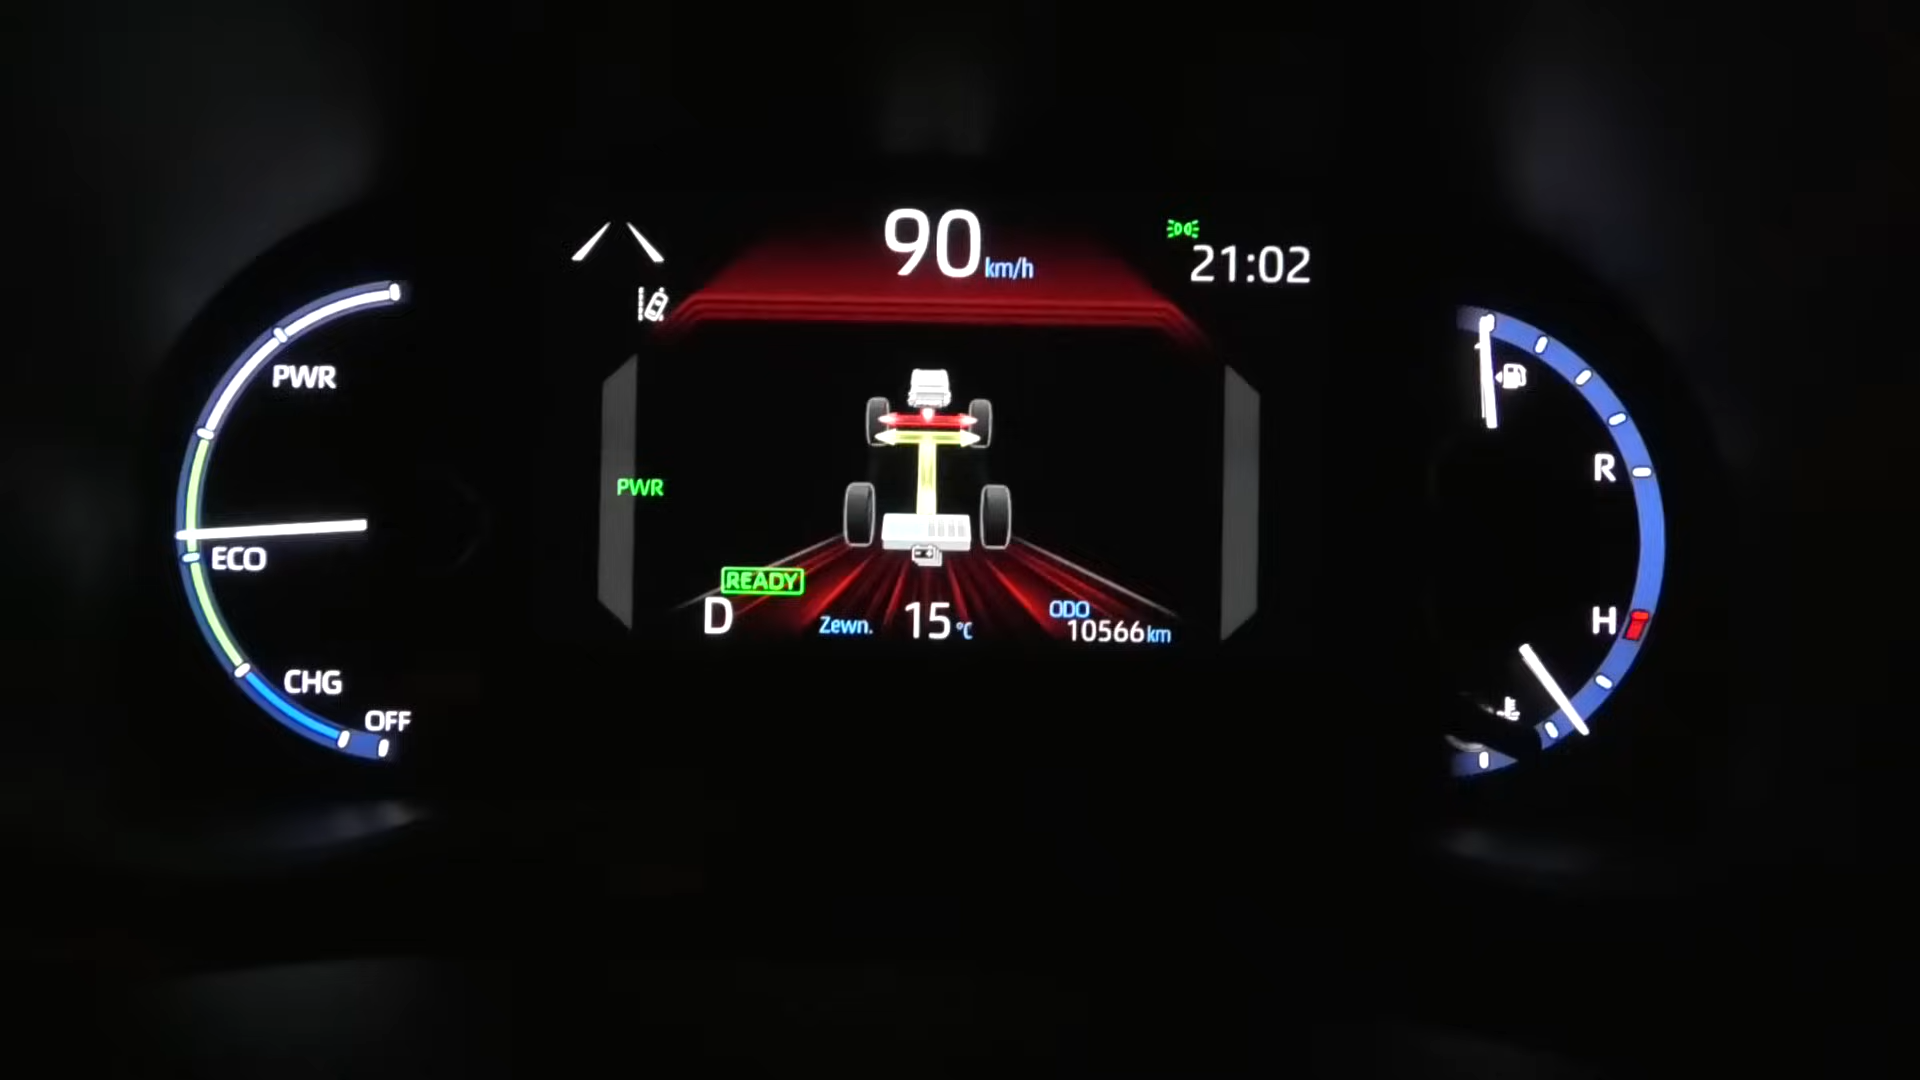 90 km/h
21:02
PWR
ECO
CHG
OFF
PWR
READY
D
Zewn. 15 °C
ODO
10566 km
R
H